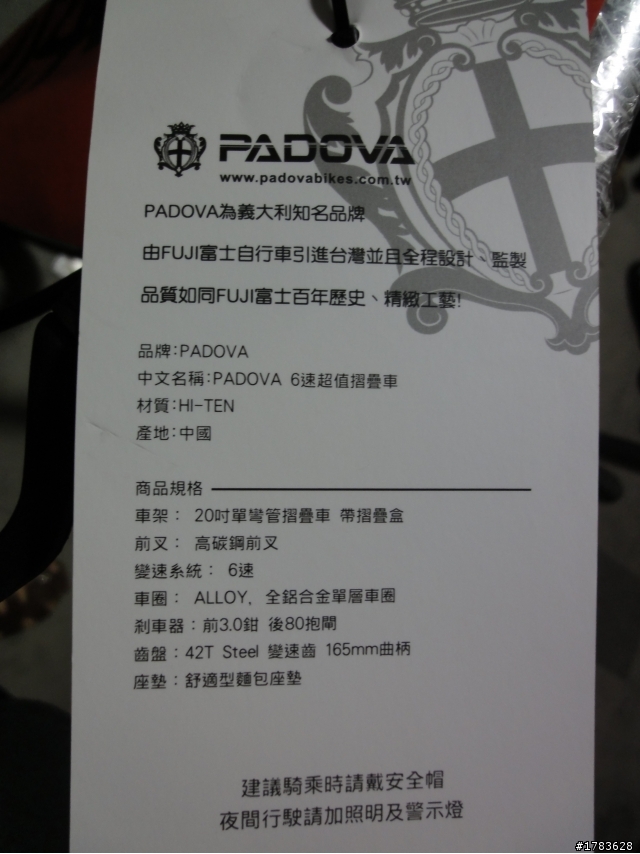 PADOVA
www.padovabikes.com.tw
PADOVA為義大利知名品牌
由FUJI富士自行車引進台灣並且全程設計、監製
品質如同FUJI富士百年歷史、精緻工藝!
品牌:PADOVA
中文名稱:PADOVA 6速超值摺疊車
材質:HI-TEN
產地:中國
商品規格
車架： 20吋單彎管摺疊車 帶摺疊盒
前叉： 高碳鋼前叉
變速系統： 6速
車圈： ALLOY，全鋁合金單層車圈
剎車器：前3.0鉗 後80抱閘
齒盤：42T Steel 變速齒 165mm曲柄
座墊：舒適型麵包座墊
建議騎乘時請戴安全帽
夜間行駛請加照明及警示燈
#1783628